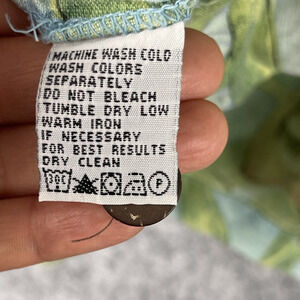 MACHINE WASH COLD
WASH COLORS
SEPARATELY
DO NOT BLEACH
TUMBLE DRY LOW
WARM IRON
IF NECESSARY
FOR BEST RESULTS
DRY CLEAN
30C P